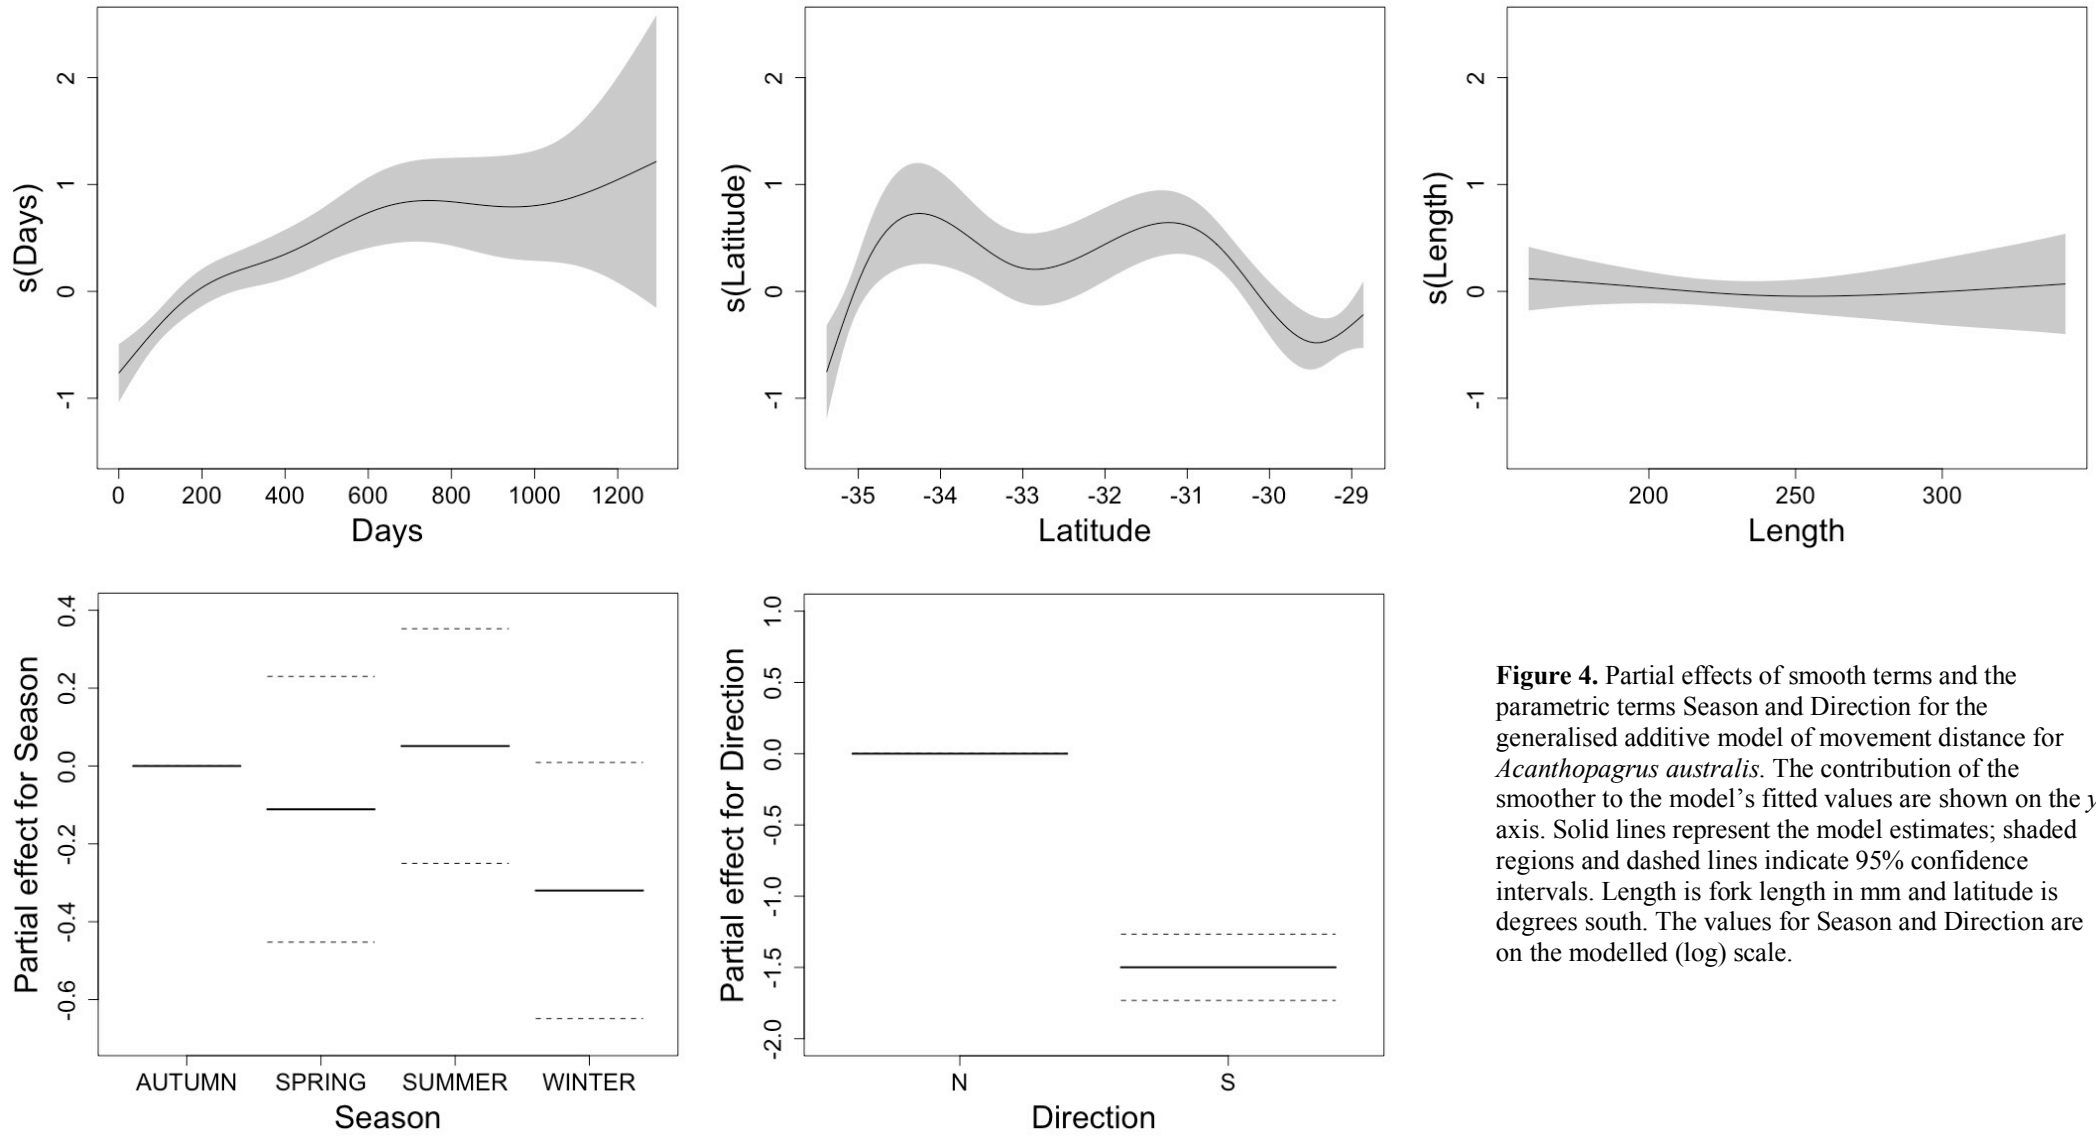 s(Days)
2
1
0
-1
0 200 400 600 800 1000 1200
Days
s(Latitude)
2
1
0
-1
-35 -34 -33 -32 -31 -30 -29
Latitude
s(Length)
2
1
0
-1
200 250 300
Length
Partial effect for Season
0.4
0.2
0.0
-0.2
-0.4
-0.6
AUTUMN SPRING SUMMER WINTER
Season
Partial effect for Direction
1.0
0.5
0.0
-0.5
-1.0
-1.5
-2.0
N S
Direction
Figure 4. Partial effects of smooth terms and the
parametric terms Season and Direction for the
generalised additive model of movement distance for
Acanthopagrus australis. The contribution of the
smoother to the model’s fitted values are shown on the y
axis. Solid lines represent the model estimates; shaded
regions and dashed lines indicate 95% confidence
intervals. Length is fork length in mm and latitude is
degrees south. The values for Season and Direction are
on the modelled (log) scale.